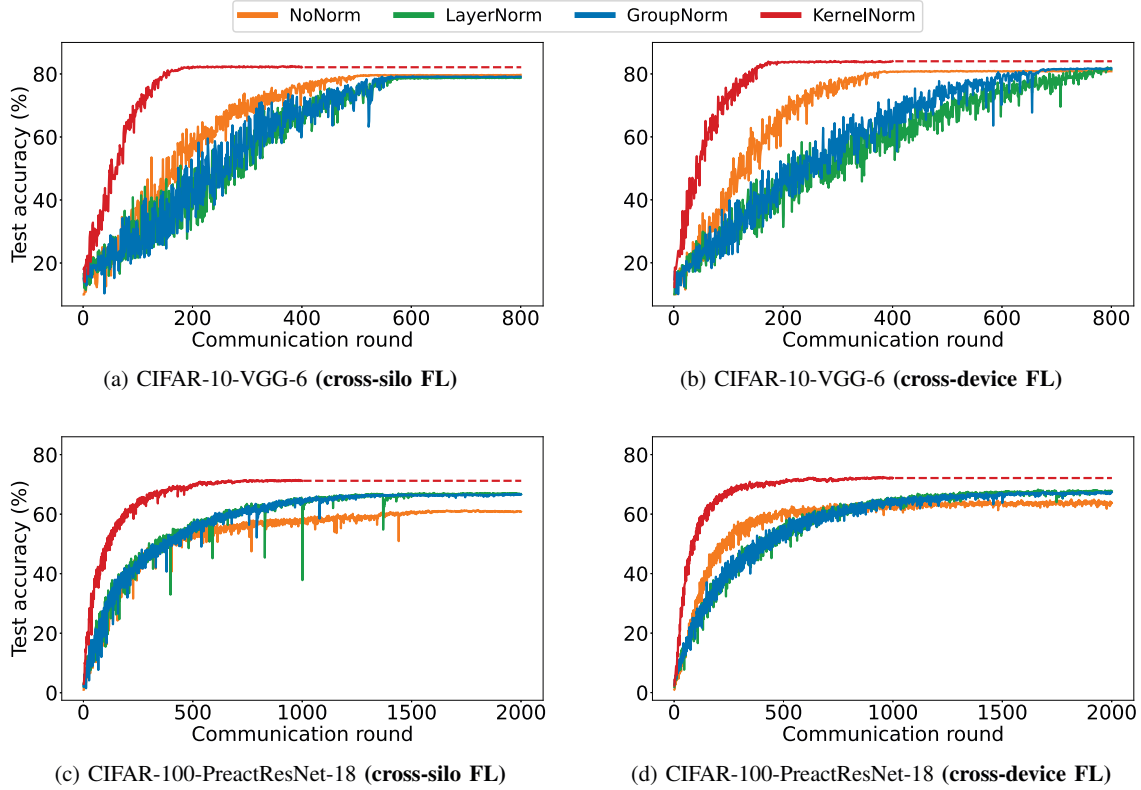 NoNorm LayerNorm GroupNorm KernelNorm
Test accuracy (%)
80
60
40
20
0 200 400 600 800
Communication round
(a) CIFAR-10-VGG-6 (cross-silo FL)
80
60
40
20
0 200 400 600 800
Communication round
(b) CIFAR-10-VGG-6 (cross-device FL)
Test accuracy (%)
80
60
40
20
0
0 500 1000 1500 2000
Communication round
(c) CIFAR-100-PreactResNet-18 (cross-silo FL)
80
60
40
20
0
0 500 1000 1500 2000
Communication round
(d) CIFAR-100-PreactResNet-18 (cross-device FL)